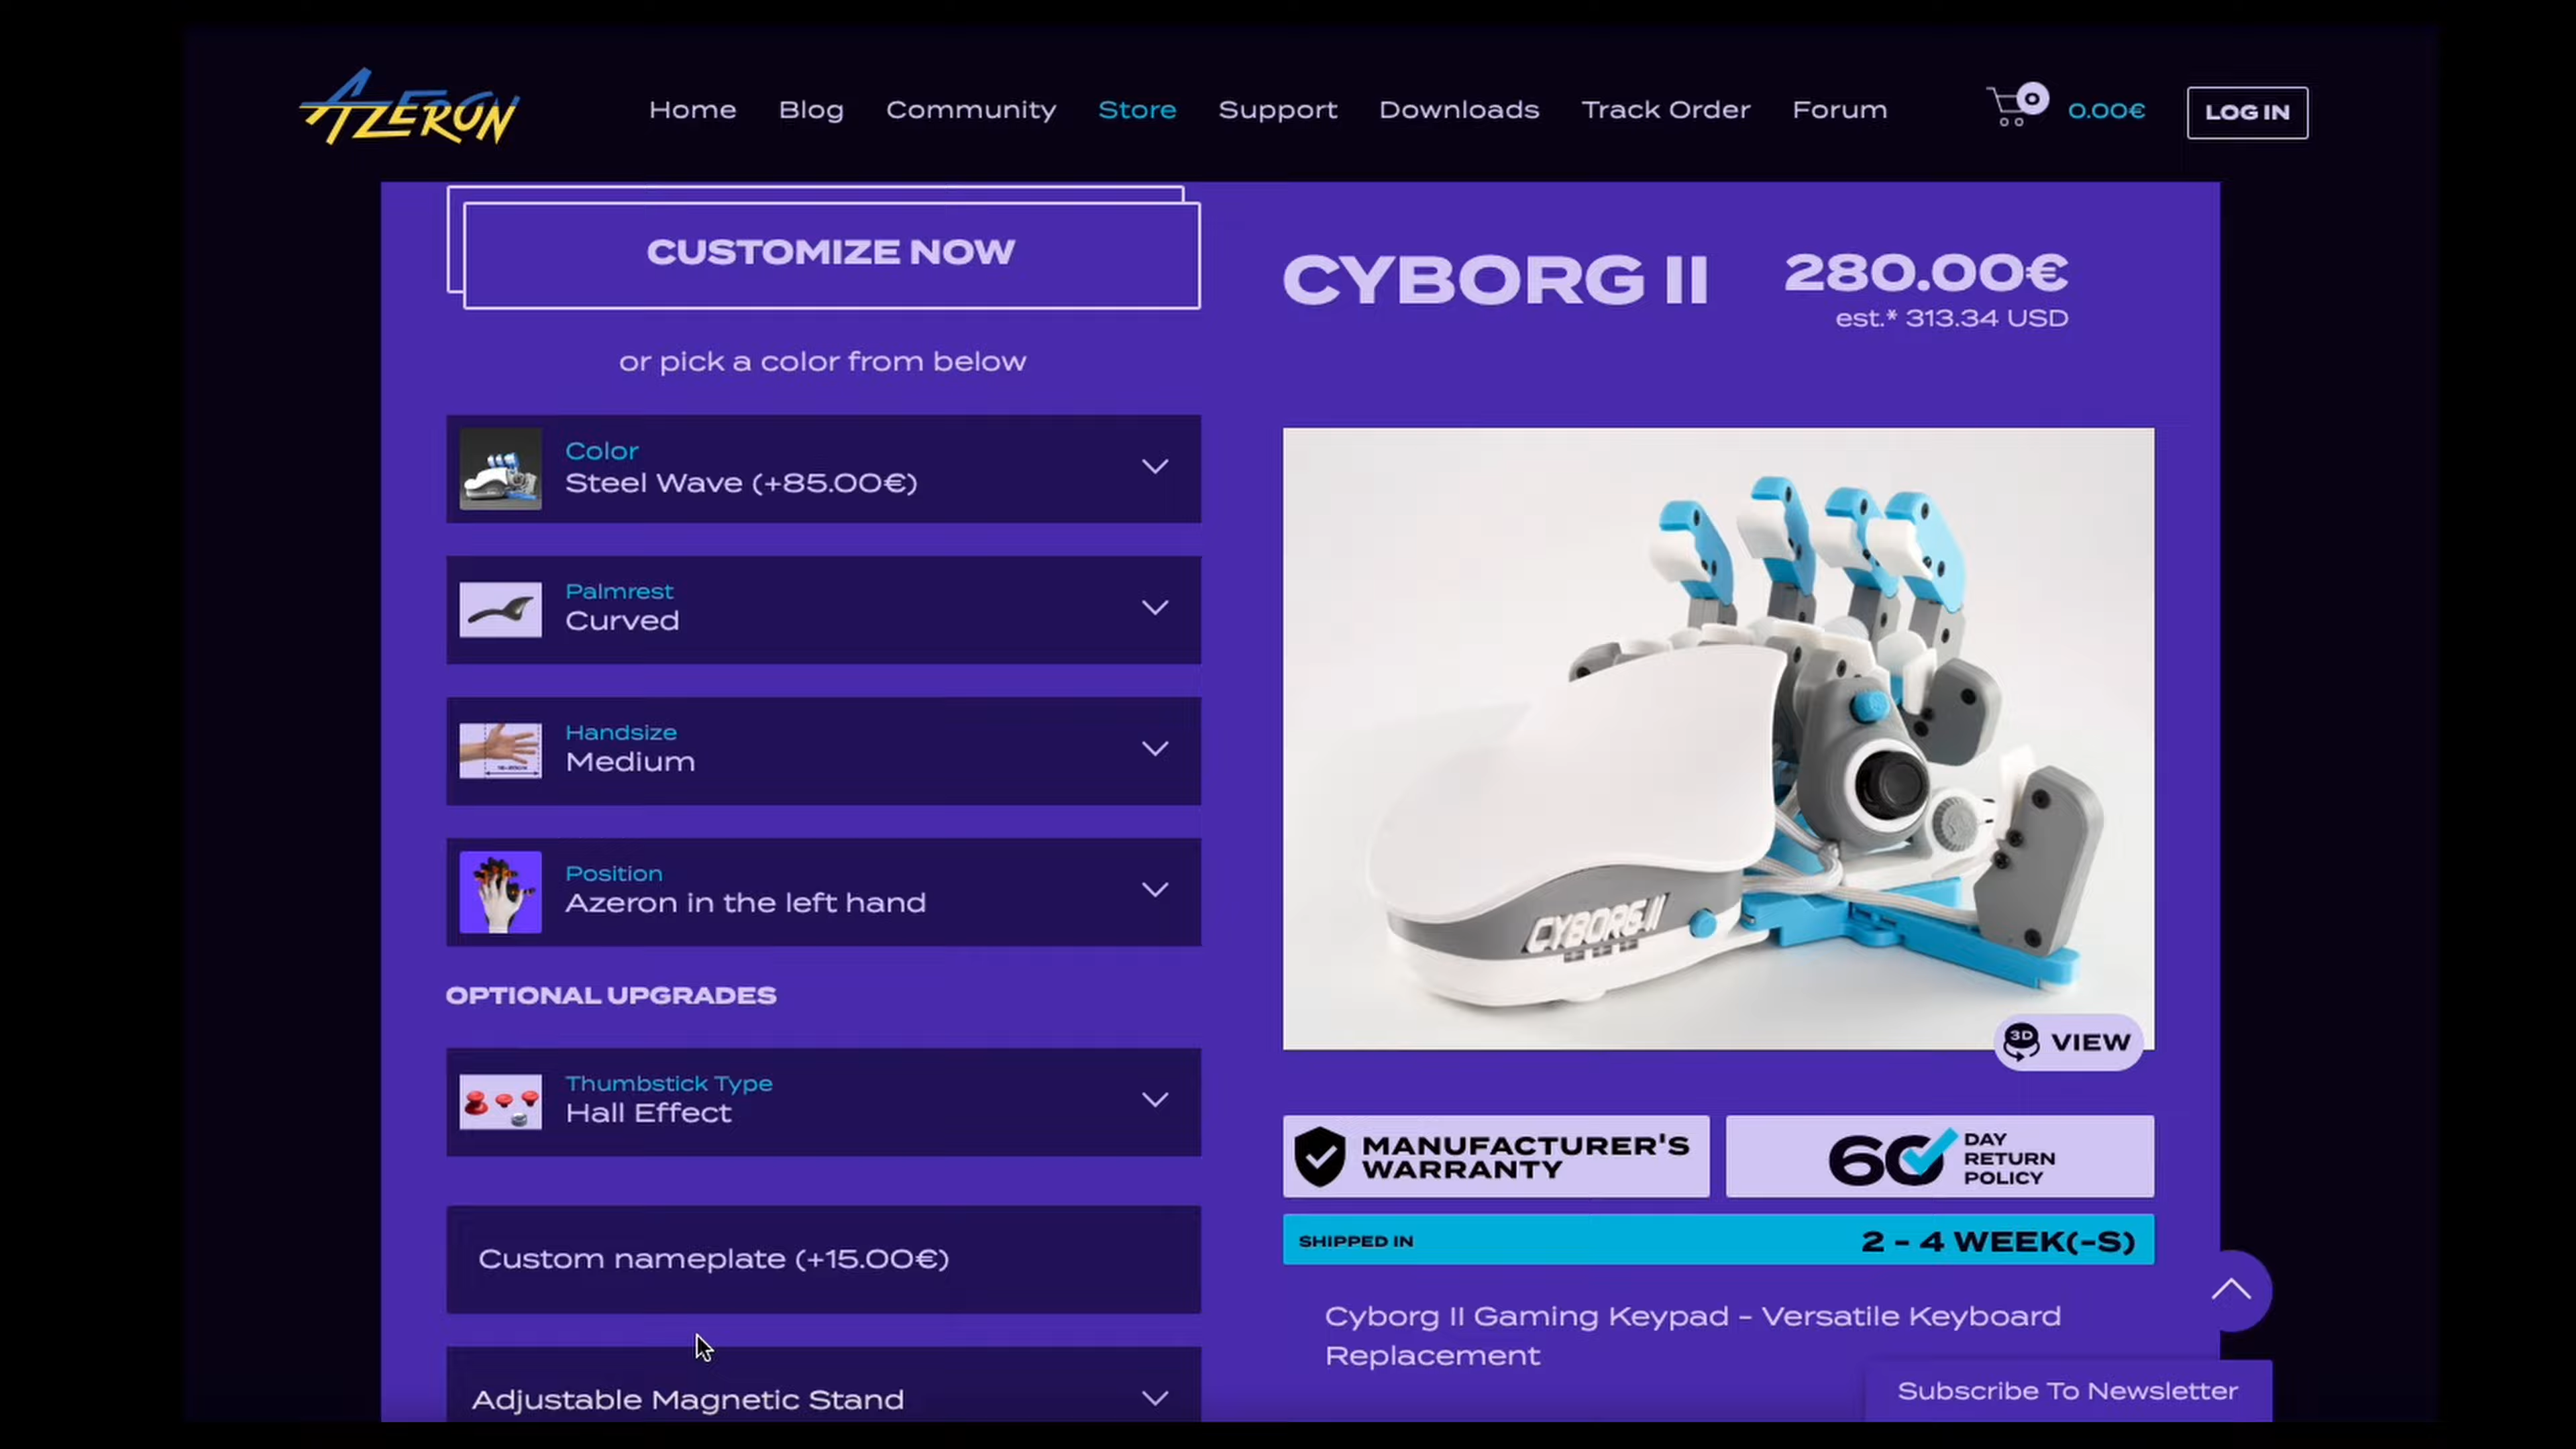 AZERON
Home
Blog
Community
Store
Support
Downloads
Track Order
Forum
0
0.00€
LOG IN
CUSTOMIZE NOW
or pick a color from below
Color
Steel Wave (+85.00€)
Palmrest
Curved
Handsize
Medium
Position
Azeron in the left hand
OPTIONAL UPGRADES
Thumbstick Type
Hall Effect
Custom nameplate (+15.00€)
Adjustable Magnetic Stand
CYBORG II
280.00€
est.* 313.34 USD
CYBORG II
3D
VIEW
MANUFACTURER'S
WARRANTY
60
DAY
RETURN
POLICY
SHIPPED IN
2 - 4 WEEK(-S)
Cyborg II Gaming Keypad - Versatile Keyboard
Replacement
Subscribe To Newsletter